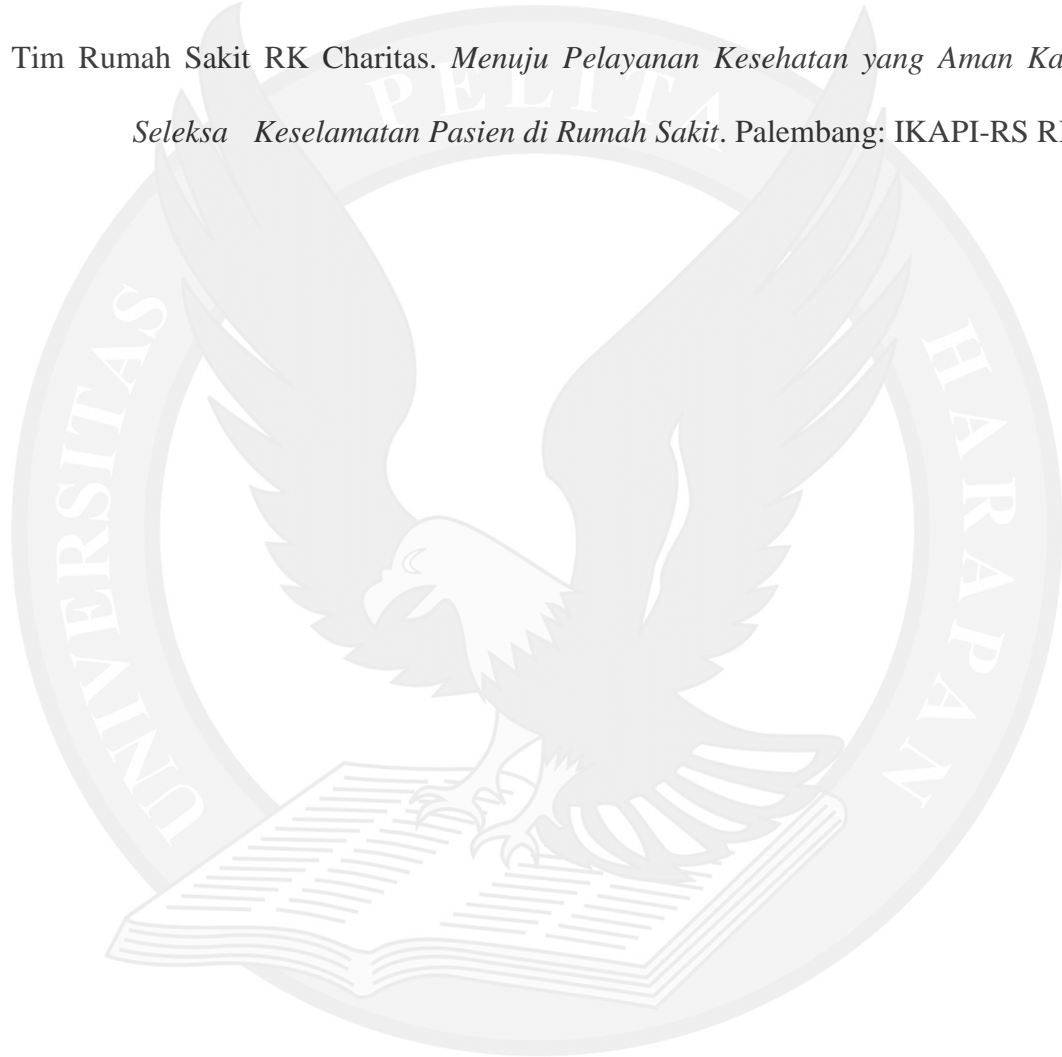 Tim Rumah Sakit RK Charitas. Menuju Pelayanan Kesehatan yang Aman
Seleksa Keselamatan Pasien di Rumah Sakit. Palembang: IKAPI-RS
UNIVERSITAS PELITA HARAPAN